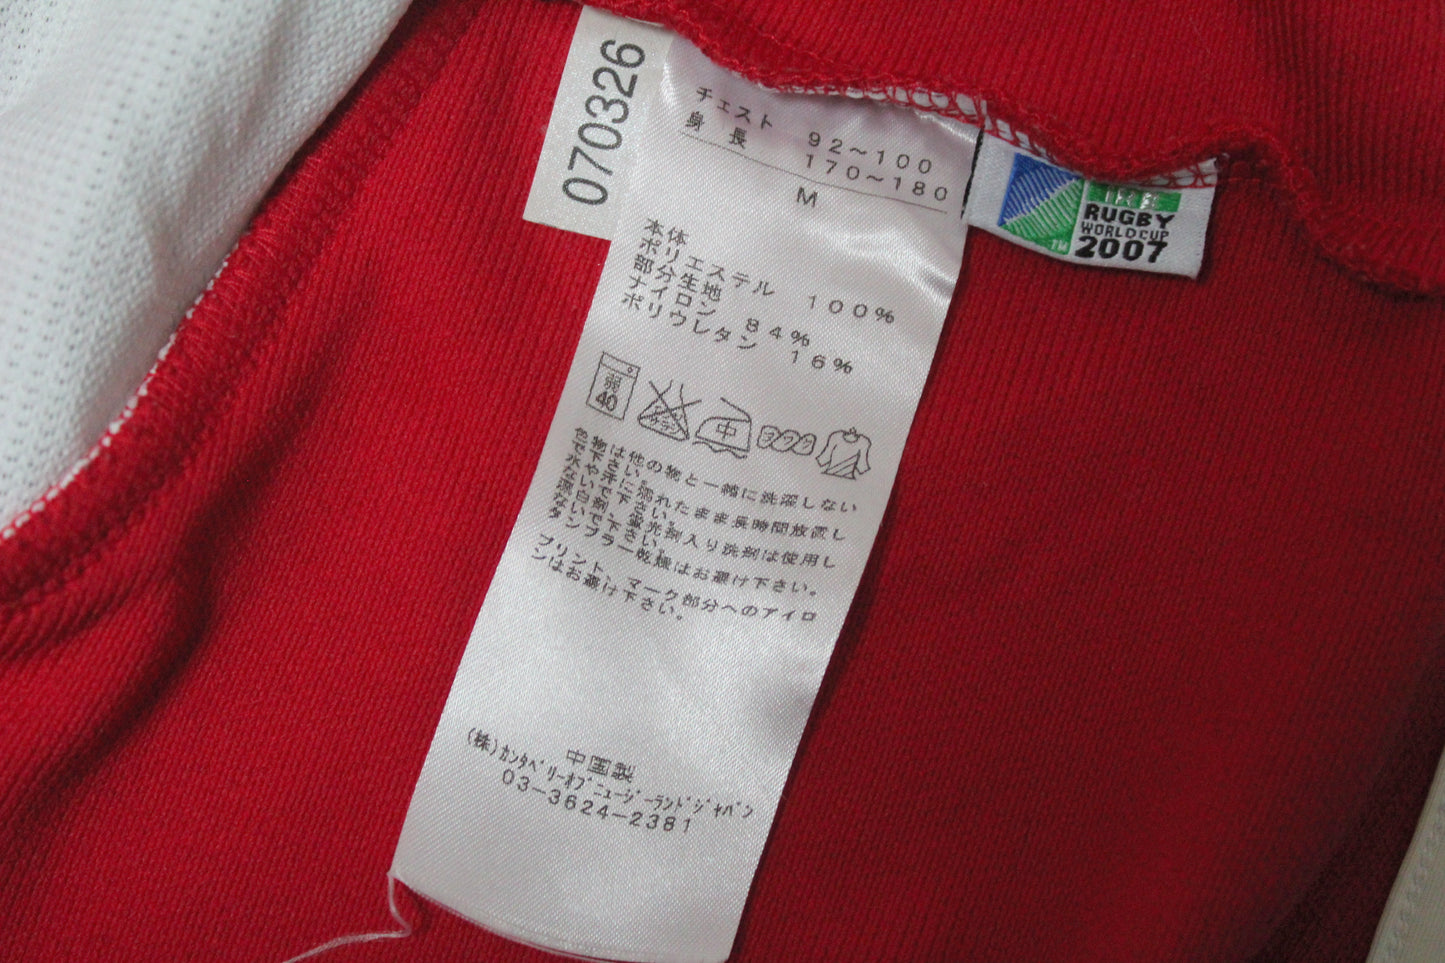 070326
チェスト 92～100
身長 170～180
M
本体
ポリエステル 100%
部分生地
ナイロン 84%
ポリウレタン 16%
40
中
ヨワク
色物は他の物と一緒に洗濯しない
で下さい。
水や汗に濡れたまま長時間放置し
ないで下さい。
漂白剤、蛍光剤入り洗剤は使用し
ないで下さい。
タンブラー乾燥はお避け下さい。
プリント、マーク部分へのアイロ
ンはお避け下さい。
中国製
(株)ｶﾝﾀﾍﾞﾘｰｵﾌﾞﾆｭｰｼﾞｰﾗﾝﾄﾞｼﾞｬﾊﾟﾝ
03-3624-2381
IRB
RUGBY
WORLD CUP
TM 2007